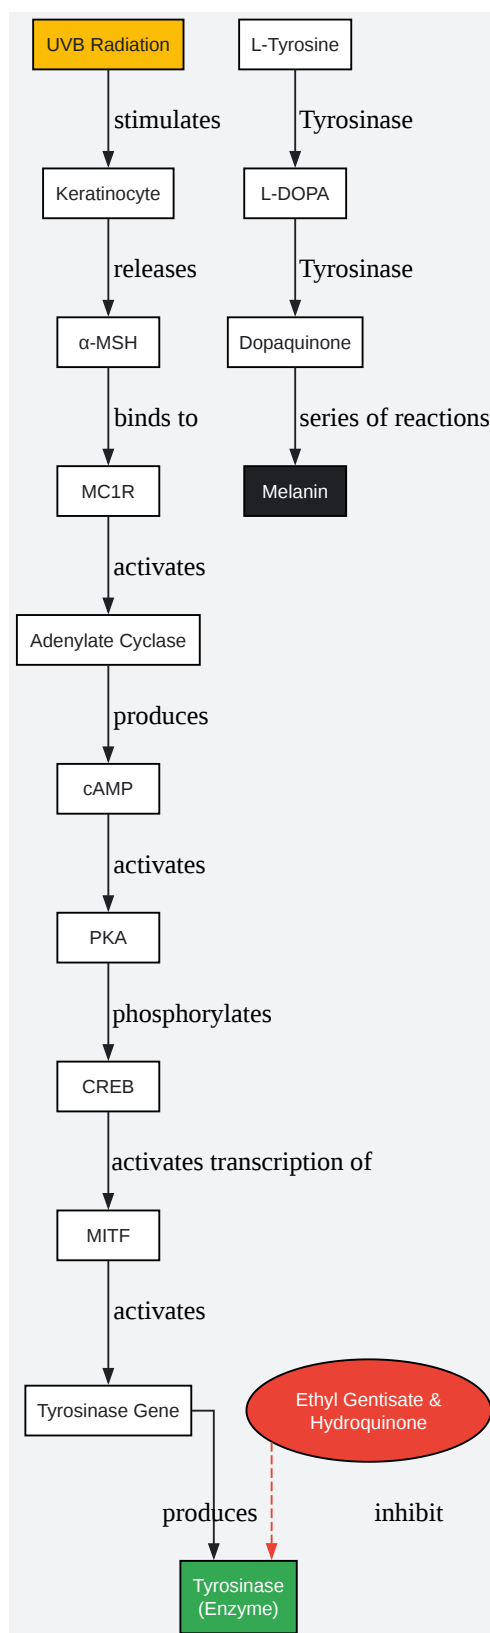 UVB Radiation
L-Tyrosine
stimulates
Tyrosinase
Keratinocyte
L-DOPA
releases
Tyrosinase
α-MSH
Dopaquinone
binds to
series of reactions
MC1R
Melanin
activates
Adenylate Cyclase
produces
cAMP
activates
PKA
phosphorylates
CREB
activates transcription of
MITF
activates
Tyrosinase Gene
Ethyl Gentisate &
Hydroquinone
produces
inhibit
Tyrosinase
(Enzyme)